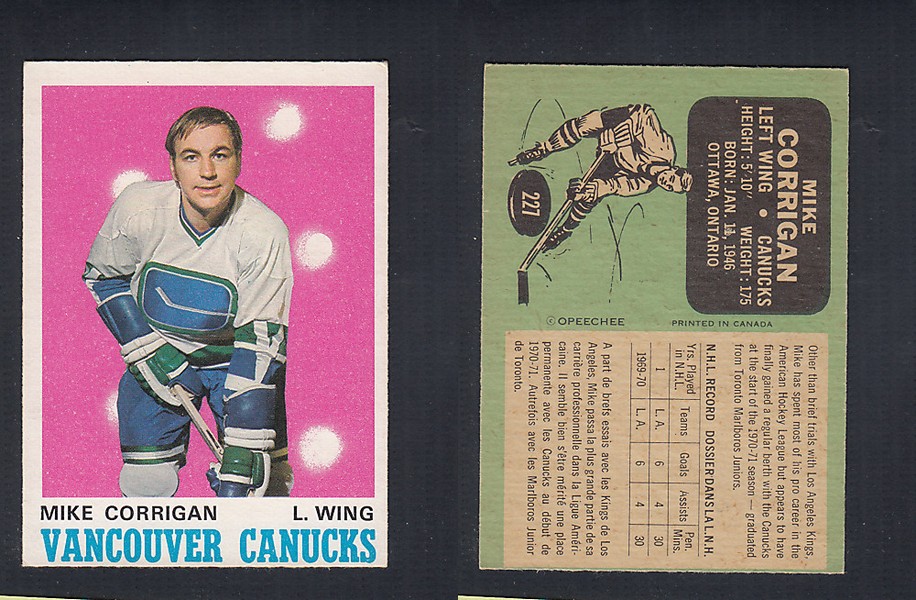 MIKE CORRIGAN L. WING
VANCOUVER CANUCKS
MIKE
CORRIGAN
LEFT WING • CANUCKS
HEIGHT: 5'10" WEIGHT: 175
BORN: JAN. 11, 1946
OTTAWA, ONTARIO
227
© OPEECHEE PRINTED IN CANADA
Other than brief trials with Los Angeles Kings,
Mike has spent most of his pro career in the
American Hockey League but appears to have
finally gained a regular berth with the Canucks
at the start of the 1970-71 season — graduated
from Toronto Marlboros Juniors.
N.H.L. RECORD DOSSIER DANS LA L.N.H.
Yrs. Played in N.H.L. Teams Goals Assists Pen. Mins.
1 L. A. 6 4 30
1969-70 L. A. 6 4 30
A part de brefs essais avec les Kings de Los
Angeles, Mike passa la plus grande partie de sa
carrière professionelle dans la Ligue Améri-
caine. Il semble bien s'être mérité une place
permanente avec les Canucks au début de
1970-71. Autrefois avec les Marlboros Junior
de Toronto.